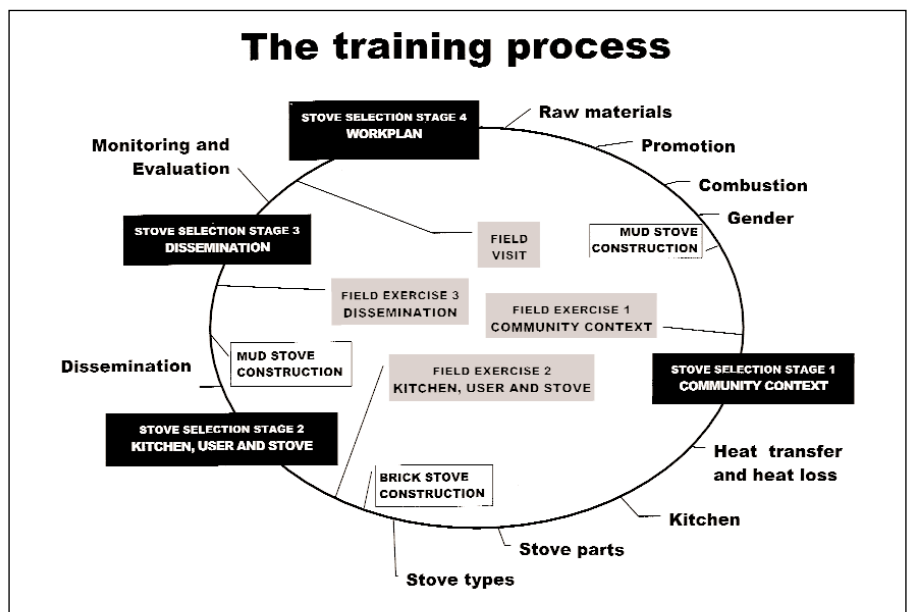 The training process
STOVE SELECTION STAGE 4
WORKPLAN
Raw materials
Promotion
Combustion
Gender
MUD STOVE
CONSTRUCTION
Monitoring and
Evaluation
STOVE SELECTION STAGE 3
DISSEMINATION
FIELD
VISIT
FIELD EXERCISE 3
DISSEMINATION
FIELD EXERCISE 1
COMMUNITY CONTEXT
MUD STOVE
CONSTRUCTION
FIELD EXERCISE 2
KITCHEN, USER AND STOVE
STOVE SELECTION STAGE 1
COMMUNITY CONTEXT
Dissemination
STOVE SELECTION STAGE 2
KITCHEN, USER AND STOVE
BRICK STOVE
CONSTRUCTION
Heat transfer
and heat loss
Kitchen
Stove parts
Stove types